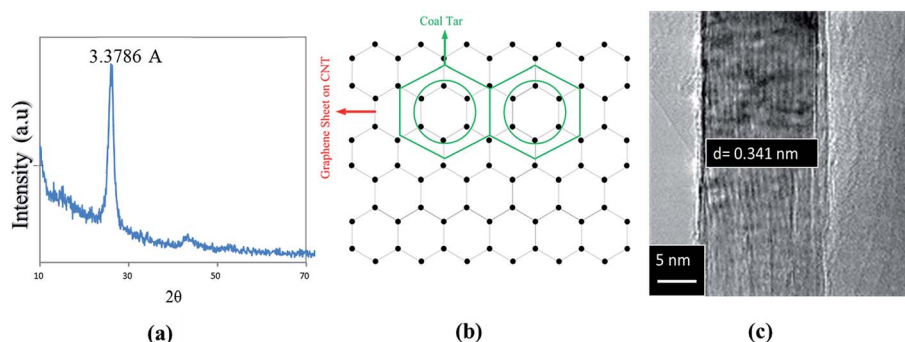 3.3786 A
Intensity (a.u)
10
30
50
70
2θ
(a)
(b)
Coal Tar
Graphene Sheet on CNT
(c)
d= 0.341 nm
5 nm